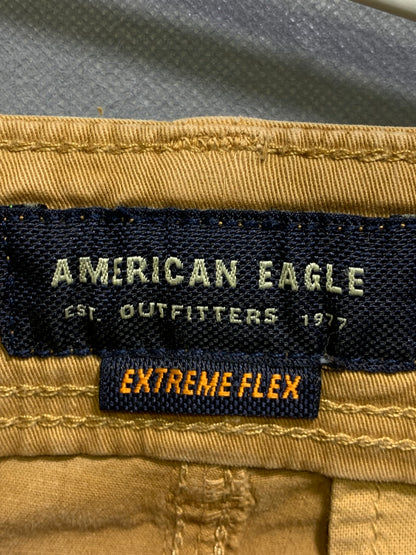 AMERICAN EAGLE
EST. OUTFITTERS 1977
EXTREME FLEX